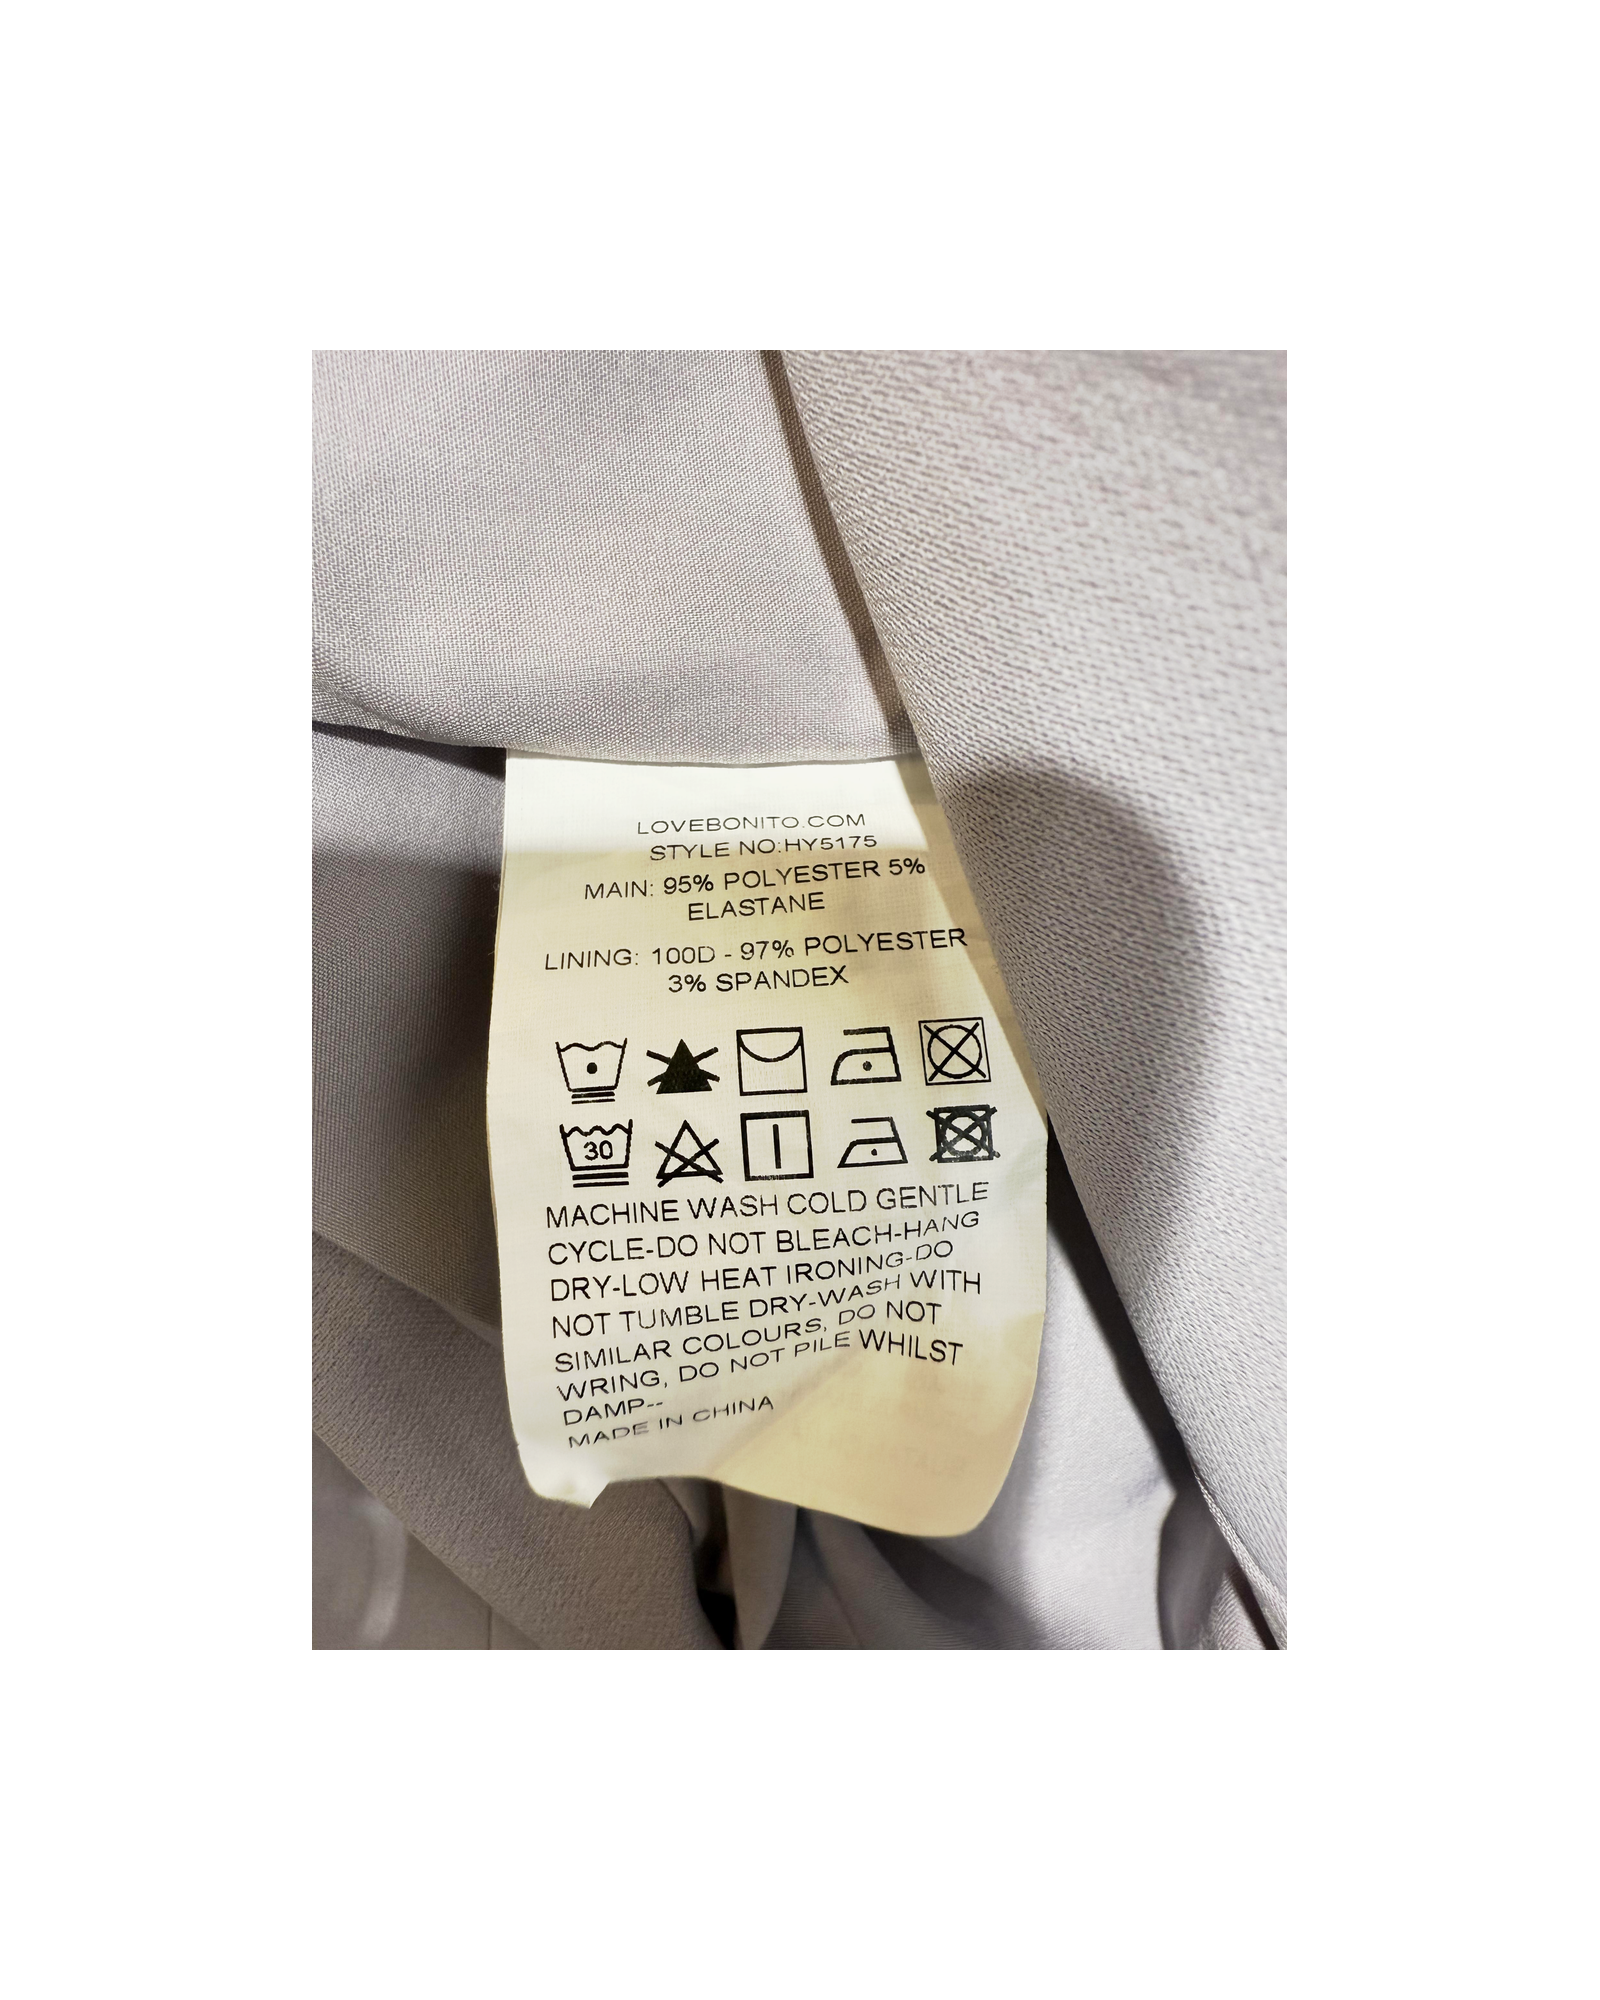 LOVEBONITO.COM
STYLE NO:HY5175
MAIN: 95% POLYESTER 5%
ELASTANE
LINING: 100D - 97% POLYESTER
3% SPANDEX
30
MACHINE WASH COLD GENTLE
CYCLE-DO NOT BLEACH-HANG
DRY-LOW HEAT IRONING-DO
NOT TUMBLE DRY-WASH WITH
SIMILAR COLOURS, DO NOT
WRING, DO NOT PILE WHILST
DAMP--
MADE IN CHINA